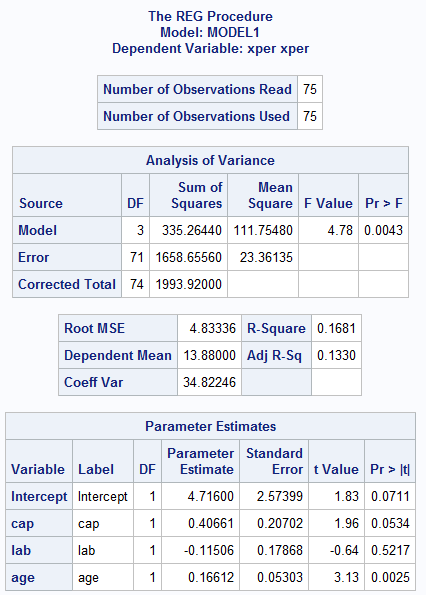 The REG Procedure
Model: MODEL1
Dependent Variable: xper xper
Number of Observations Read 75
Number of Observations Used 75
Analysis of Variance
Source DF Sum of Squares Mean Square F Value Pr > F
Model 3 335.26440 111.75480 4.78 0.0043
Error 71 1658.65560 23.36135
Corrected Total 74 1993.92000
Root MSE 4.83336 R-Square 0.1681
Dependent Mean 13.88000 Adj R-Sq 0.1330
Coeff Var 34.82246
Parameter Estimates
Variable Label DF Parameter Estimate Standard Error t Value Pr > |t|
Intercept Intercept 1 4.71600 2.57399 1.83 0.0711
cap cap 1 0.40661 0.20702 1.96 0.0534
lab lab 1 -0.11506 0.17868 -0.64 0.5217
age age 1 0.16612 0.05303 3.13 0.0025